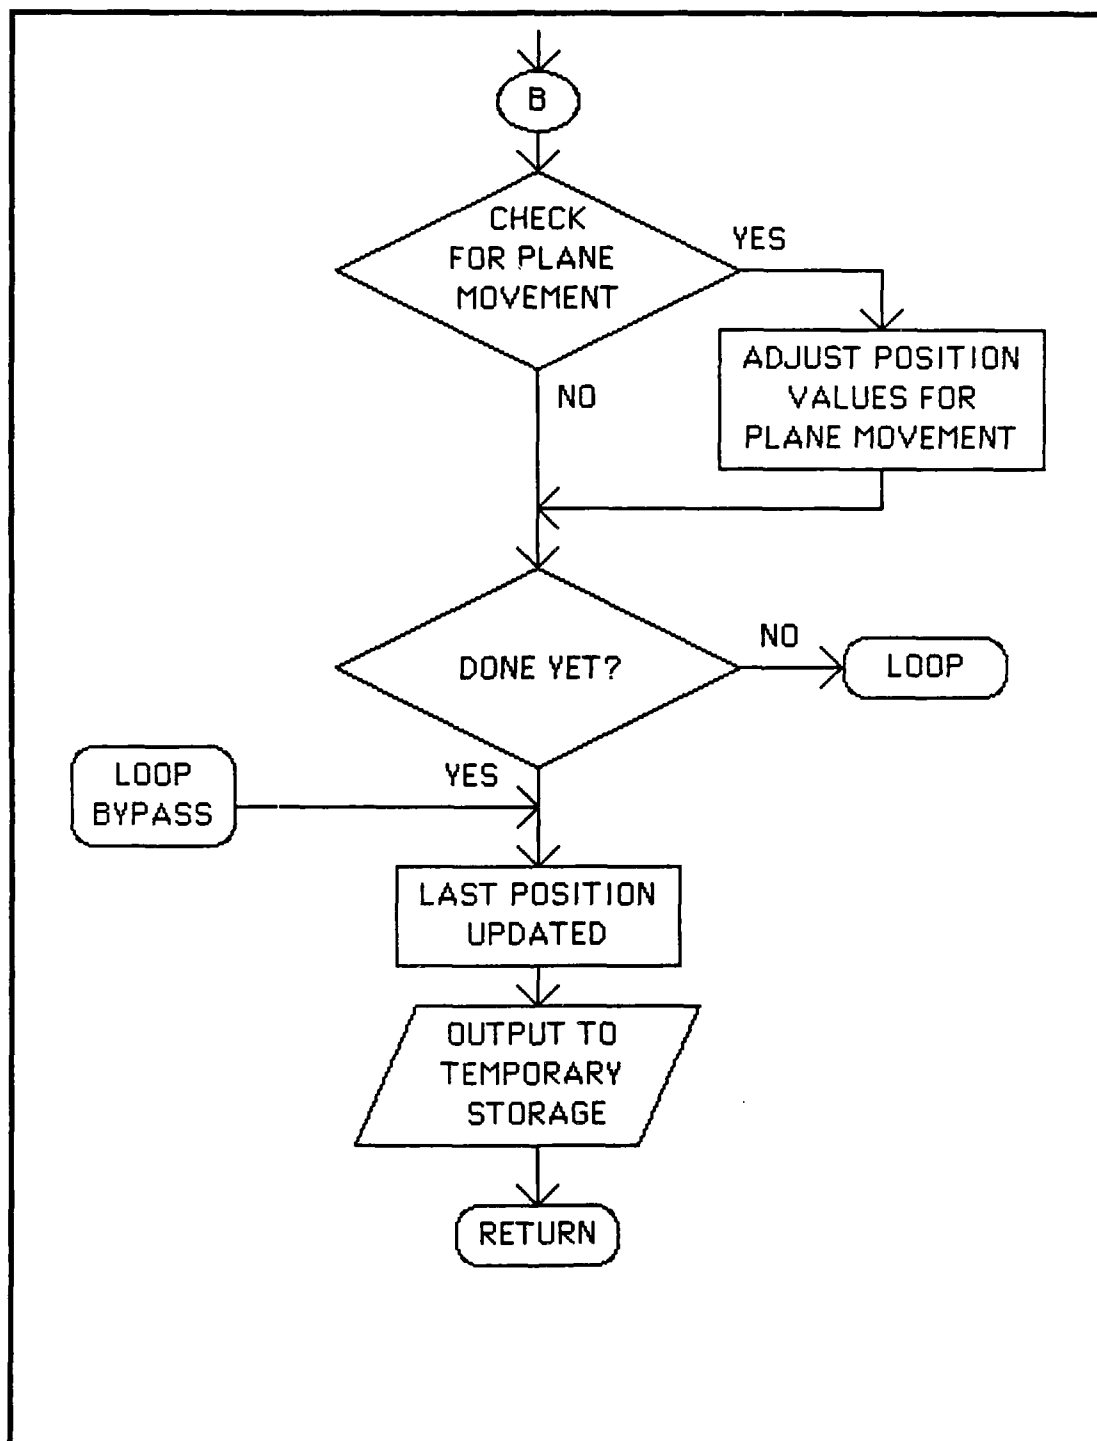 B
CHECK
FOR PLANE
MOVEMENT
YES
ADJUST POSITION
VALUES FOR
PLANE MOVEMENT
NO
DONE YET?
NO
LOOP
YES
LOOP
BYPASS
LAST POSITION
UPDATED
OUTPUT TO
TEMPORARY
STORAGE
RETURN